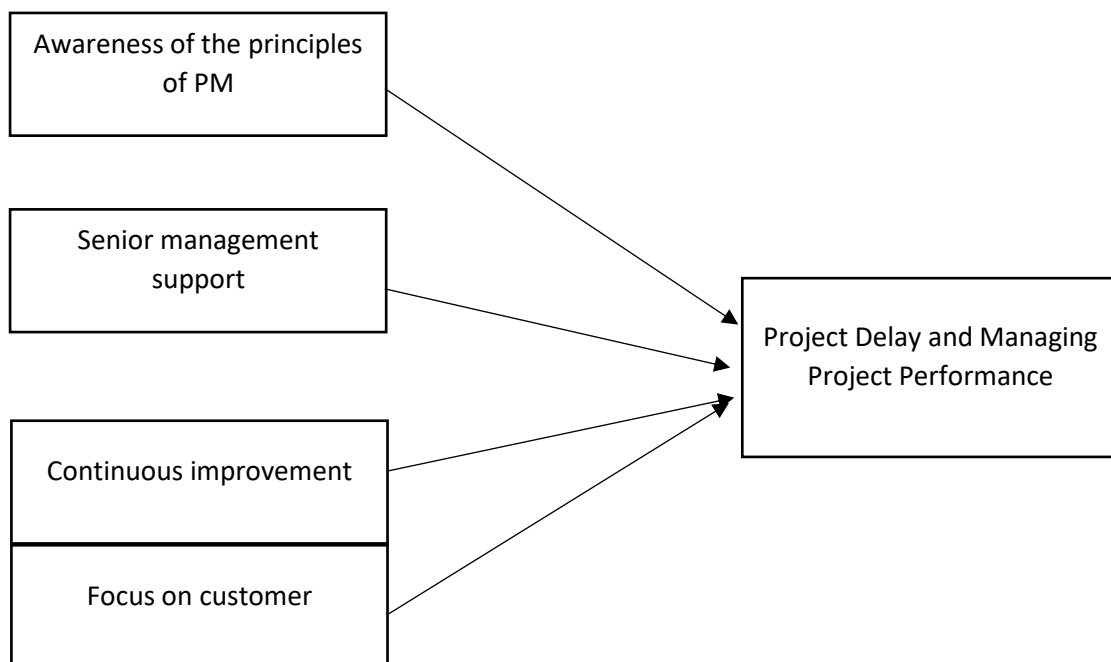 Awareness of the principles
of PM
Senior management
support
Project Delay and Managing
Project Performance
Continuous improvement
Focus on customer